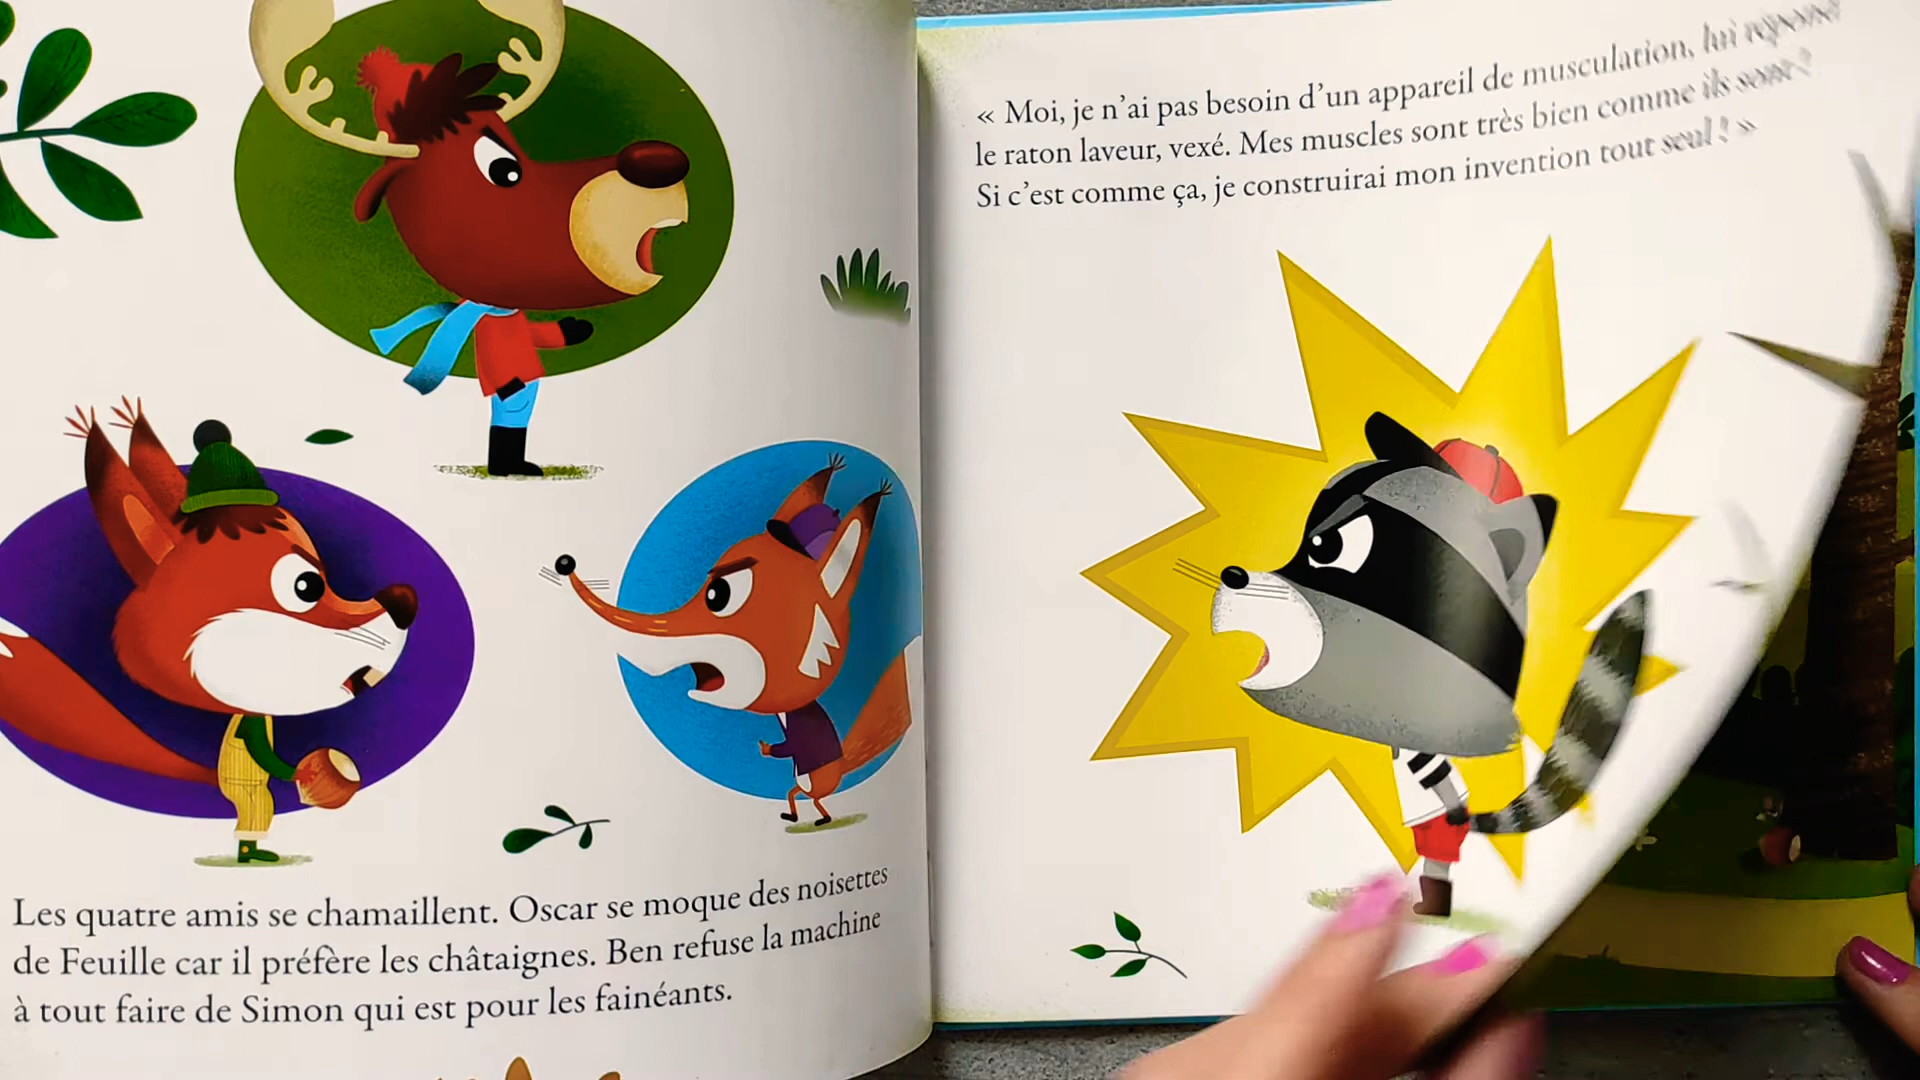 Les quatre amis se chamaillent. Oscar se moque des noisettes
de Feuille car il préfère les châtaignes. Ben refuse la machine
à tout faire de Simon qui est pour les fainéants.
« Moi, je n'ai pas besoin d'un appareil de musculation, lui répond
le raton laveur, vexé. Mes muscles sont très bien comme ils sont !
Si c'est comme ça, je construirai mon invention tout seul ! »